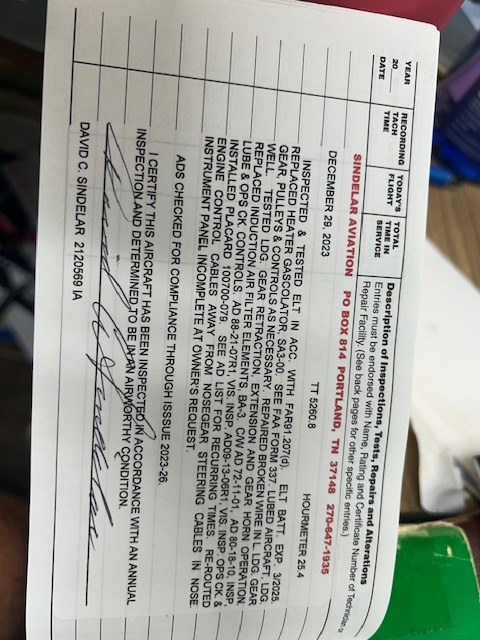 YEAR
20
DATE
RECORDING
TACH
TIME
TODAY'S
FLIGHT
TOTAL
TIME IN
SERVICE
Description of Inspections, Tests, Repairs and Alterations
Entries must be endorsed with Name, Rating and Certificate Number of Technician or
Repair Facility. (See back pages for other specific entries.)
SINDELAR AVIATION PO BOX 814 PORTLAND, TN 37148 270-647-1935
DECEMBER 29, 2023 TT 5260.8 HOURMETER 25.4
INSPECTED & TESTED ELT IN ACC. WITH FAR91.207(d). ELT BATT. EXP. 3/2025.
REPLACED HEATER GASCOLATOR, SA3-00. SEE FAA FORM 337. LUBED AIRCRAFT, LDG.
GEAR, PULLEYS & CONTROLS AS NECESSARY. REPAIRED BROKEN WIRE IN L. LDG. GEAR
WELL. TESTED LDG. GEAR RETRACTION, EXTENSION AND GEAR HORN OPERATION.
REPLACED INDUCTION AIR FILTER ELEMENTS, BA-3. C/W AD 72-11-01, AD 80-18-10, INSP,
LUBE & OPS CK CONTROLS, AD 88-21-07R1, VIS. INSP, AD09-13-06R1, VIS. INSP, OPS CK &
INSTALLED PLACARD 100700-079. SEE AD LIST FOR RECURRING TIMES. RE-ROUTED
ENGINE CONTROL CABLES AWAY FROM NOSEGEAR STEERING CABLES IN NOSE.
INSTRUMENT PANEL INCOMPLETE AT OWNER'S REQUEST.
ADS CHECKED FOR COMPLIANCE THROUGH ISSSUE 2023-26.
I CERTIFY THIS AIRCRAFT HAS BEEN INSPECTED IN ACCORDANCE WITH AN ANNUAL
INSPECTION AND DETERMINED TO BE IN AN AIRWORTHY CONDITION.
DAVID C. SINDELAR 2120569 IA